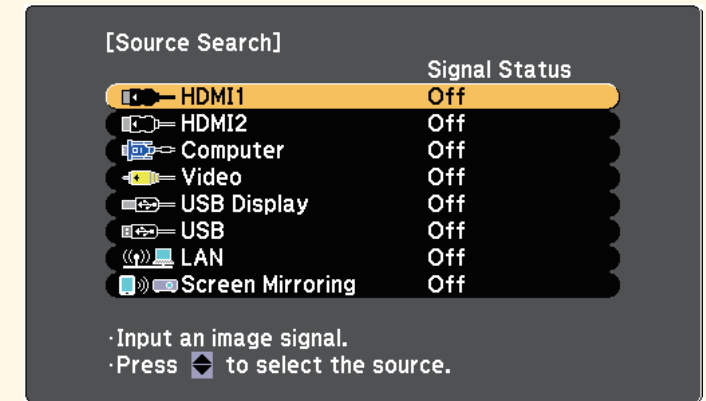 [Source Search]
Signal Status
HDMI1 Off
HDMI2 Off
Computer Off
Video Off
USB Display Off
USB Off
LAN Off
Screen Mirroring Off
·Input an image signal.
·Press to select the source.